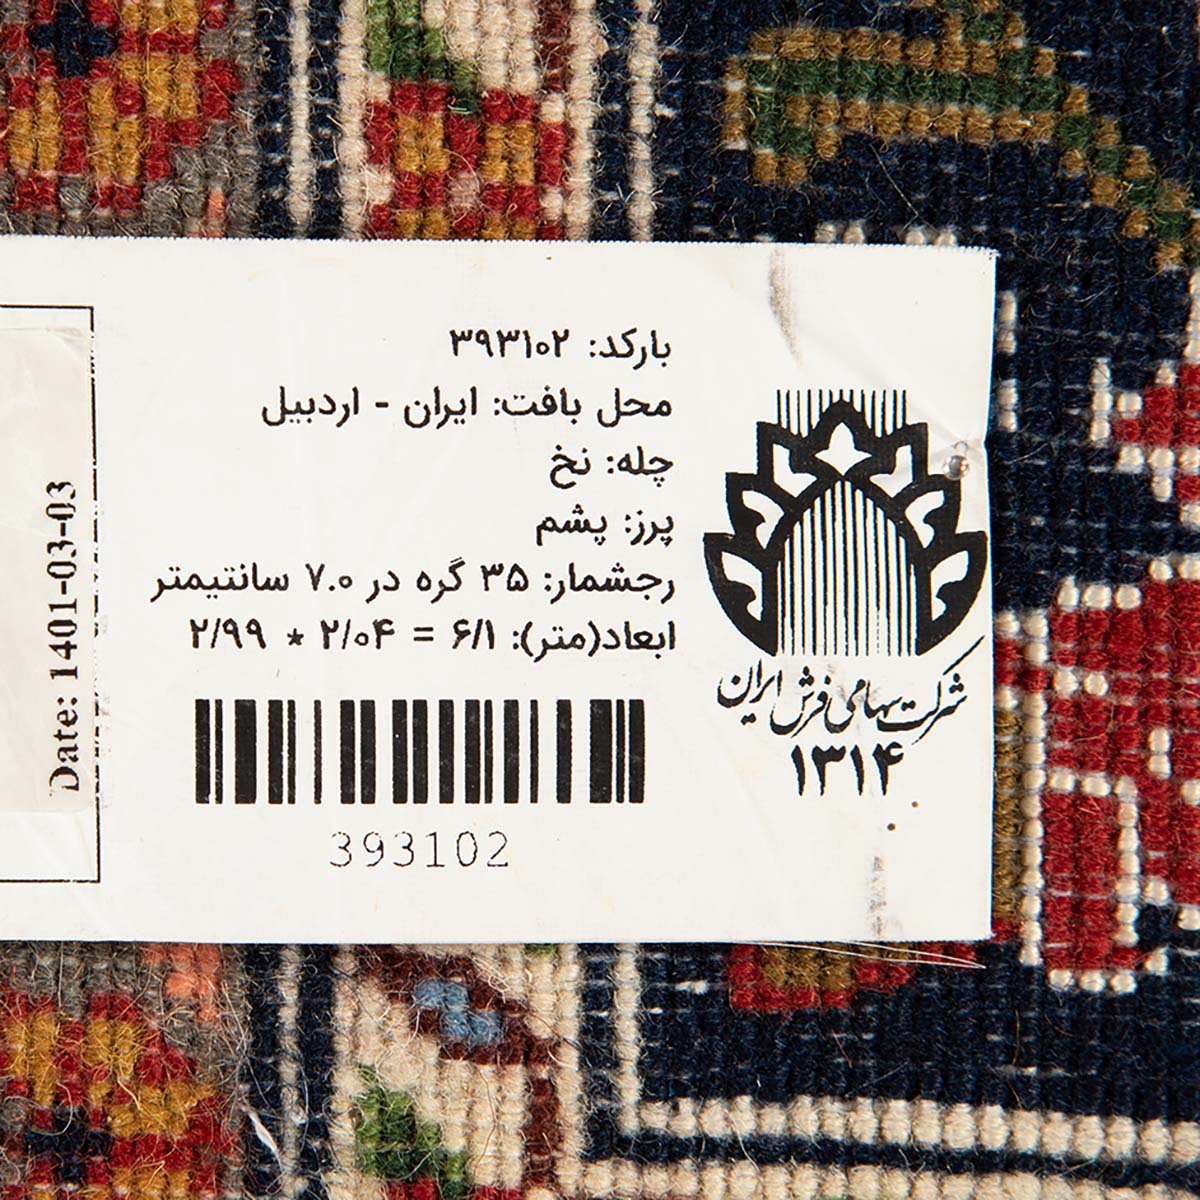 بارکد: ۳۹۳۱۰۲
محل بافت: ایران - اردبیل
چله: نخ
پرز: پشم
رجشمار: ۳۵ گره در ۷.۰ سانتیمتر
ابعاد(متر): ۶/۱ = ۲/۰۴ * ۲/۹۹
393102
شرکت سهامی فرش ایران
۱۳۱۴
Date: 1401-03-03